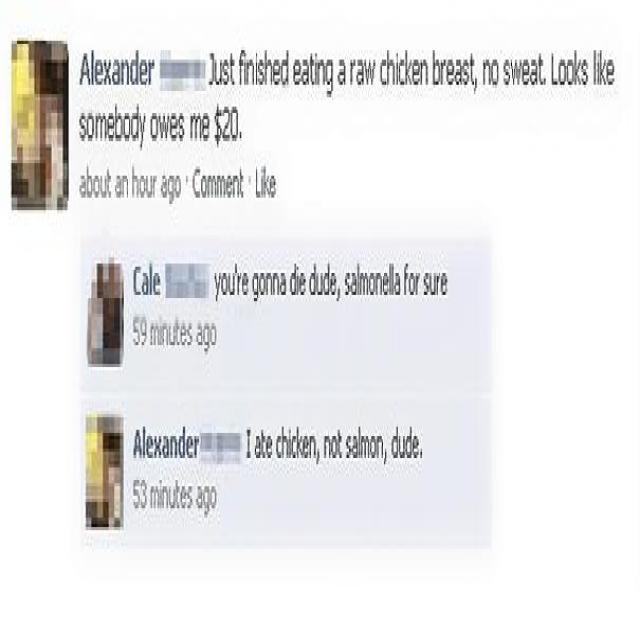 Alexander Just finished eating a raw chicken breast, no sweat. Looks like
somebody owes me $20.
about an hour ago · Comment · Like
Cale you're gonna die dude, salmonella for sure
59 minutes ago
Alexander I ate chicken, not salmon, dude.
53 minutes ago